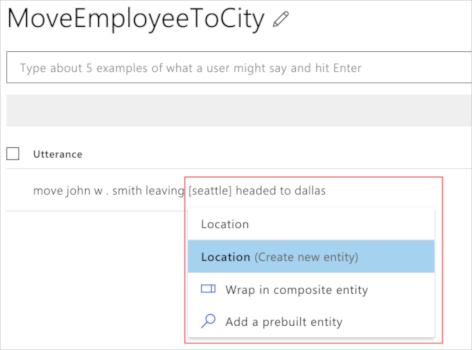 MoveEmployeeToCity
Type about 5 examples of what a user might say and hit Enter
Utterance
move john w . smith leaving [seattle] headed to dallas
Location
Location (Create new entity)
Wrap in composite entity
Add a prebuilt entity